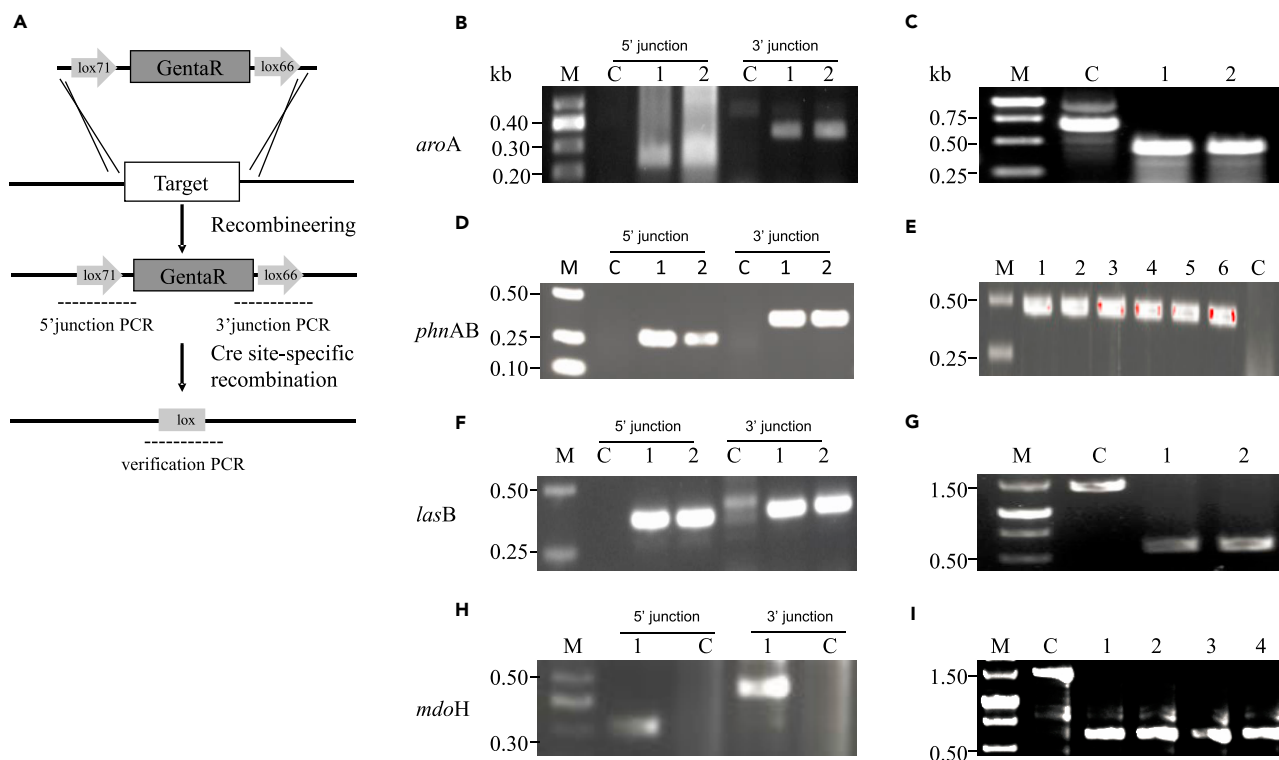 A
lox71 GentaR lox66
Target
Recombineering
lox71 GentaR lox66
5'junction PCR 3'junction PCR
Cre site-specific
recombination
lox
verification PCR
B
5' junction 3' junction
kb M C 1 2 C 1 2
0.40
0.30
0.20
aroA
C
kb M C 1 2
0.75
0.50
0.25
D
5' junction 3' junction
M C 1 2 C 1 2
0.50
0.25
0.10
phnAB
E
M 1 2 3 4 5 6 C
0.50
0.25
F
5' junction 3' junction
M C 1 2 C 1 2
0.50
0.25
lasB
G
M C 1 2
1.50
0.50
H
5' junction 3' junction
M 1 C 1 C
0.50
0.30
mdoH
I
M C 1 2 3 4
1.50
0.50